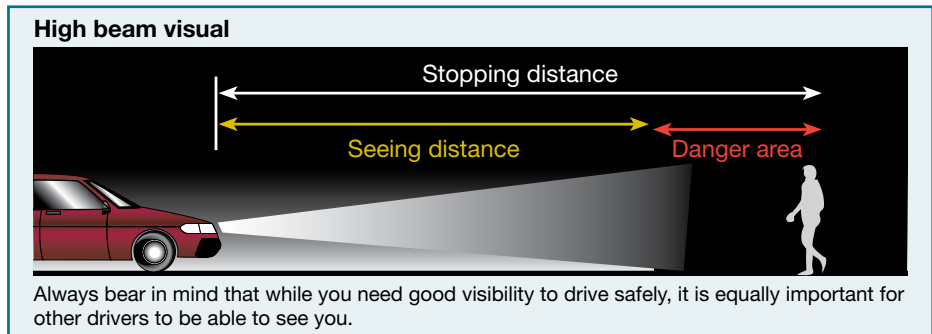 High beam visual
Stopping distance
Seeing distance
Danger area
Always bear in mind that while you need good visibility to drive safely, it is equally important for
other drivers to be able to see you.